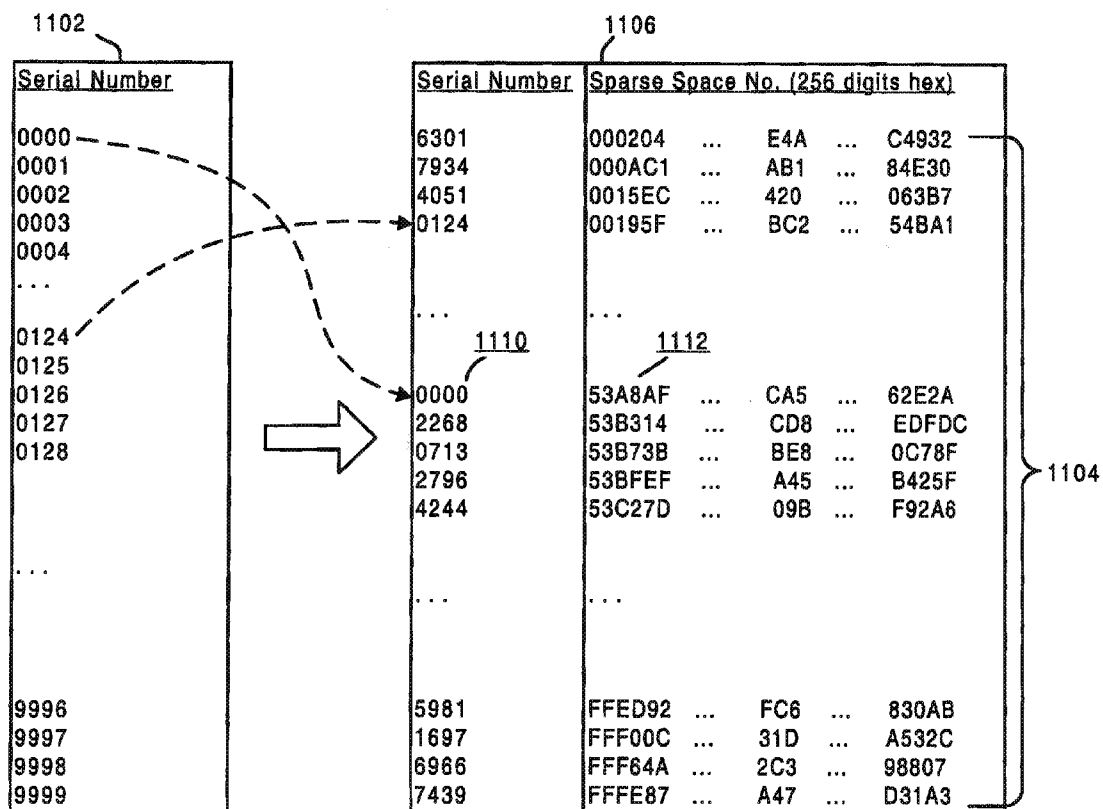 1102
1106
Serial Number
Serial Number Sparse Space No. (256 digits hex)
0000
0001
0002
0003
0004
...
0124
0125
0126
0127
0128
...
9996
9997
9998
9999
6301 000204 ... E4A ... C4932
7934 000AC1 ... AB1 ... 84E30
4051 0015EC ... 420 ... 063B7
0124 00195F ... BC2 ... 54BA1
... ...
1110 1112
0000 53A8AF ... CA5 ... 62E2A
2268 53B314 ... CD8 ... EDFDC
0713 53B73B ... BE8 ... 0C78F
2796 53BFEF ... A45 ... B425F
4244 53C27D ... 09B ... F92A6
... ...
5981 FFED92 ... FC6 ... 830AB
1697 FFF00C ... 31D ... A532C
6966 FFF64A ... 2C3 ... 98807
7439 FFFE87 ... A47 ... D31A3
1104